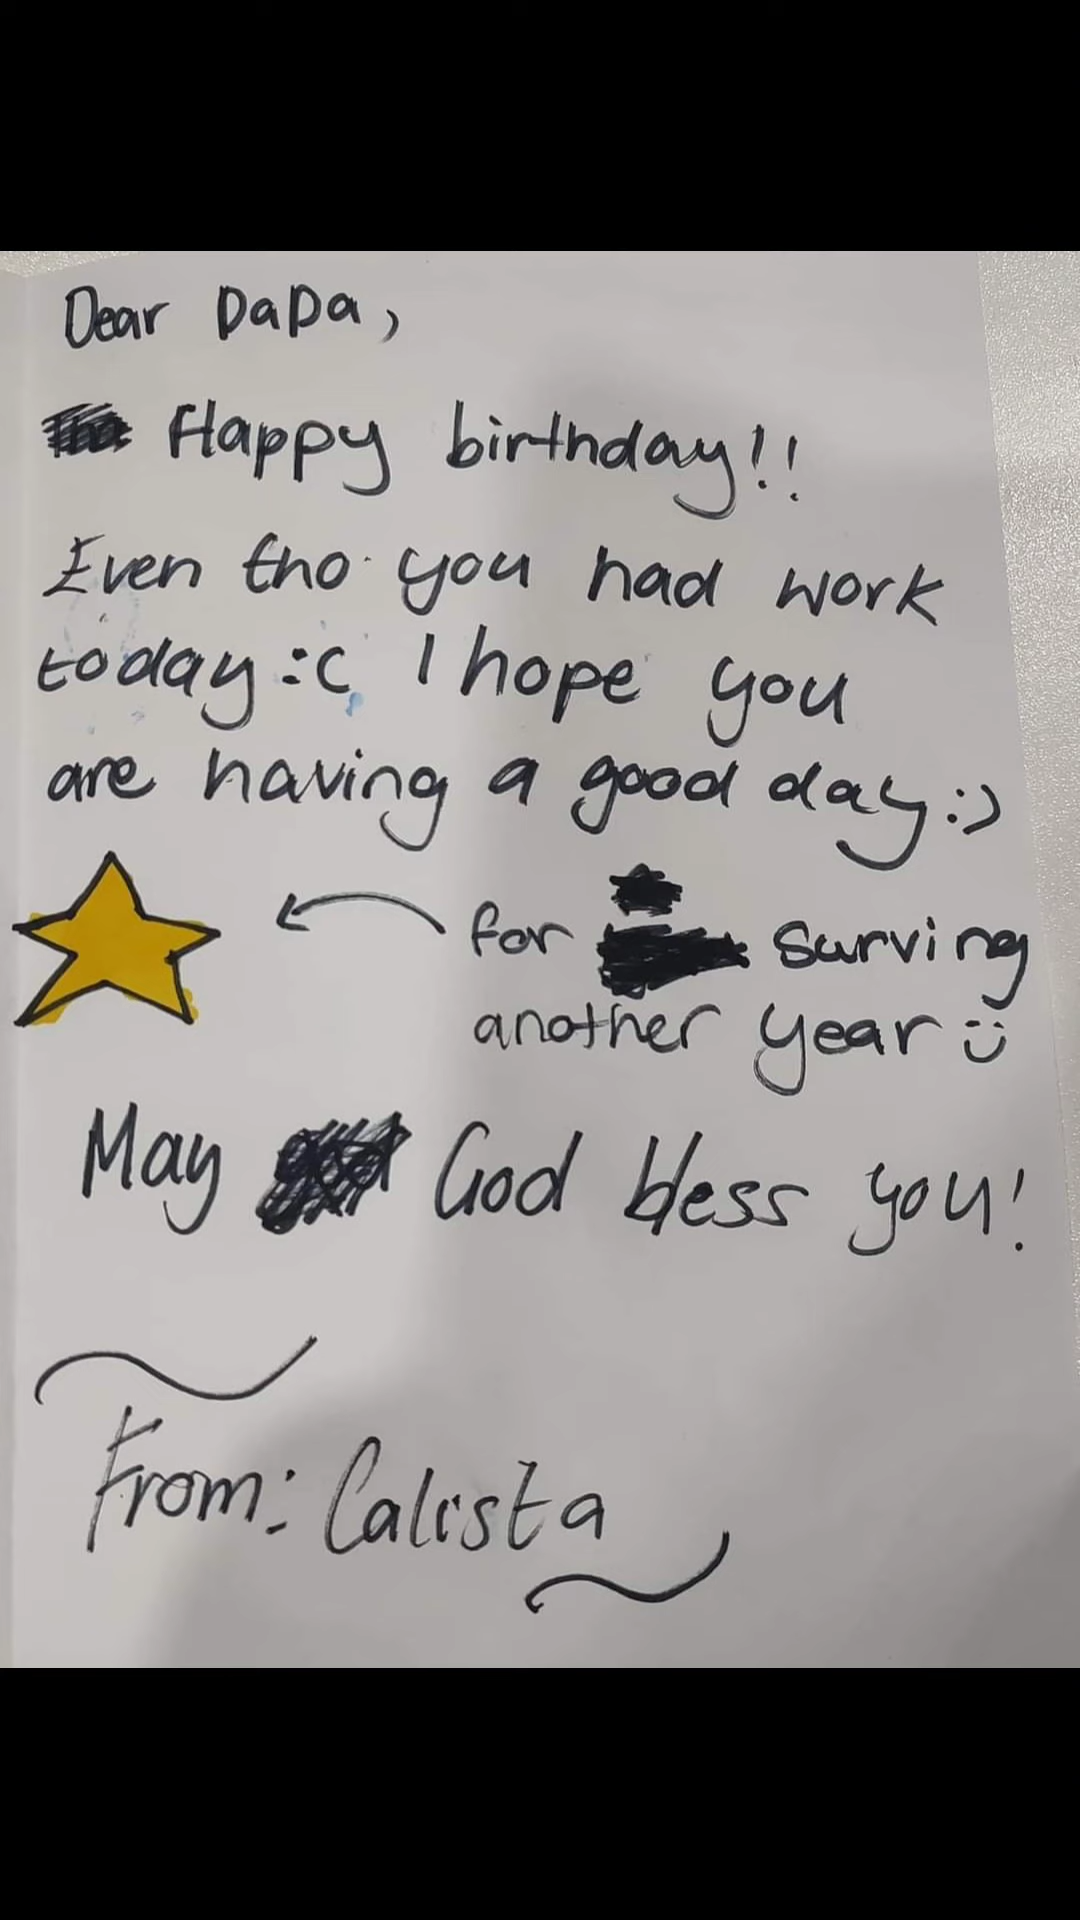 Dear DaDa,
Happy birthday!!
Even tho you had work
today :c I hope you
are having a good day :)
for surving
another year :)
May God bless you!
From: Calista